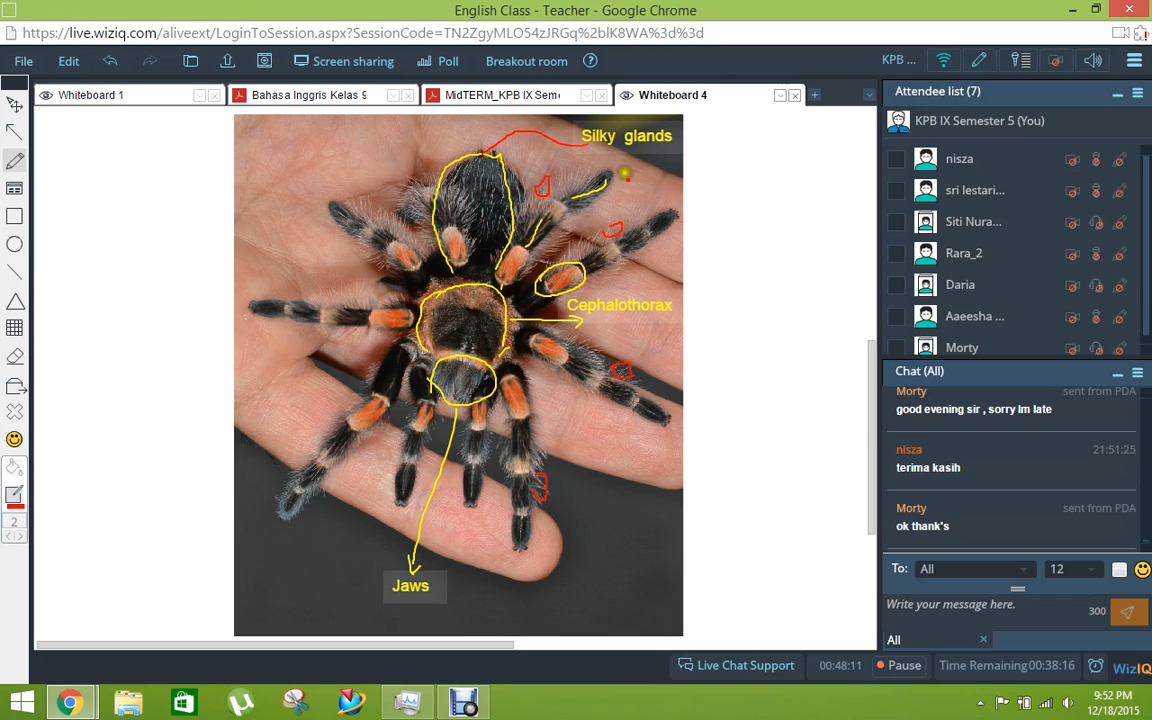 English Class - Teacher - Google Chrome
https://live.wiziq.com/aliveext/LoginToSession.aspx?SessionCode=TN2ZgyMLO54zJRGq%2blK8WA%3d%3d
File Edit Screen sharing Poll Breakout room ? KPB ...
Whiteboard 1 Bahasa Inggris Kelas 9 MidTERM_KPB IX Sem Whiteboard 4
Attendee list (7)
KPB IX Semester 5 (You)
nisza
sri lestari...
Siti Nura...
Rara_2
Daria
Aaeesha ...
Morty
Silky glands
Cephalothorax
Jaws
2
Chat (All)
Morty sent from PDA
good evening sir , sorry Im late
nisza 21:51:25
terima kasih
Morty sent from PDA
ok thank's
To: All 12
Write your message here. 300
All
Live Chat Support 00:48:11 Pause Time Remaining 00:38:16 WizIQ
9:52 PM
12/18/2015